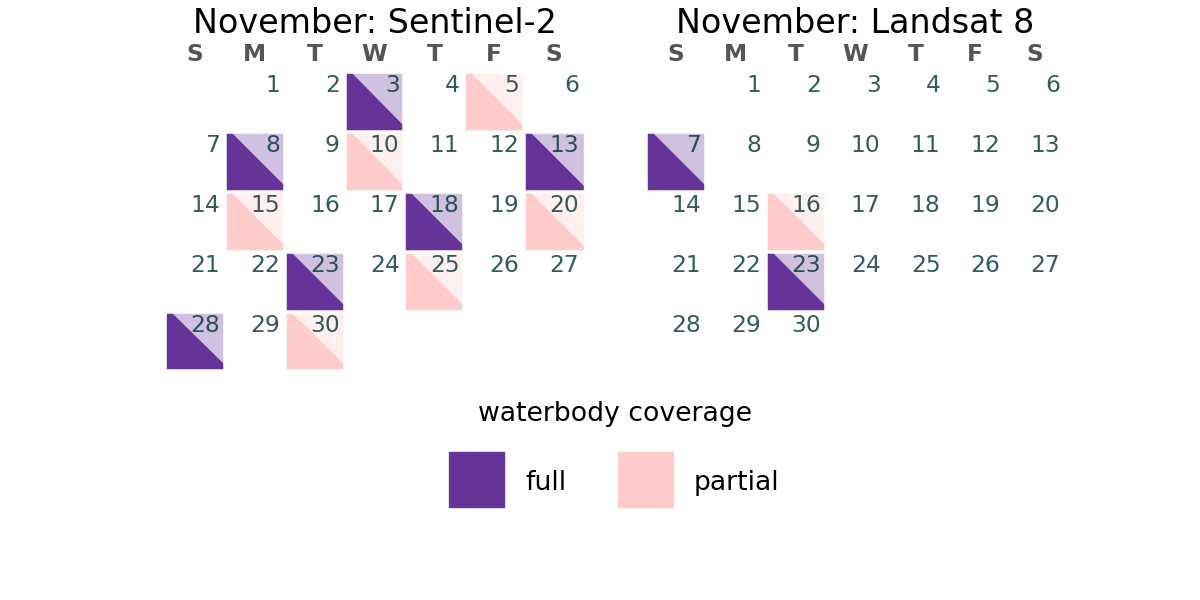 November: Sentinel-2
S M T W T F S
1 2 3 4 5 6
7 8 9 10 11 12 13
14 15 16 17 18 19 20
21 22 23 24 25 26 27
28 29 30
November: Landsat 8
S M T W T F S
1 2 3 4 5 6
7 8 9 10 11 12 13
14 15 16 17 18 19 20
21 22 23 24 25 26 27
28 29 30
waterbody coverage
full
partial